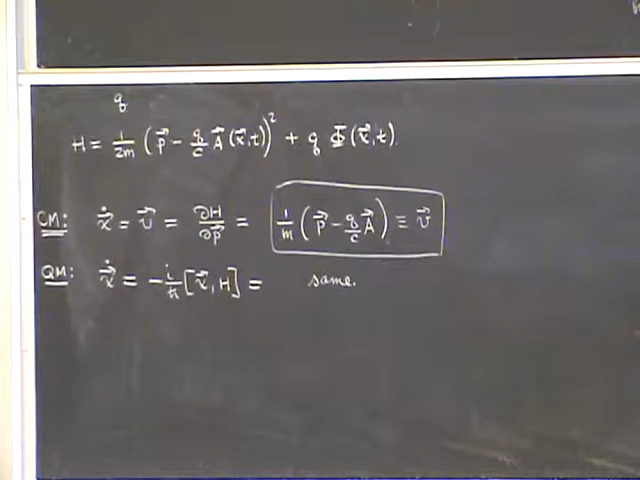 q
H = 1/2m (p⃗ − q/c A⃗(x⃗,t))² + q Φ(x⃗,t).
CM: ẋ⃗ = v⃗ = ∂H/∂p⃗ = 1/m (p⃗ − q/c A⃗) ≡ v⃗
QM: ẋ⃗ = −i/ħ [x⃗, H] = same.